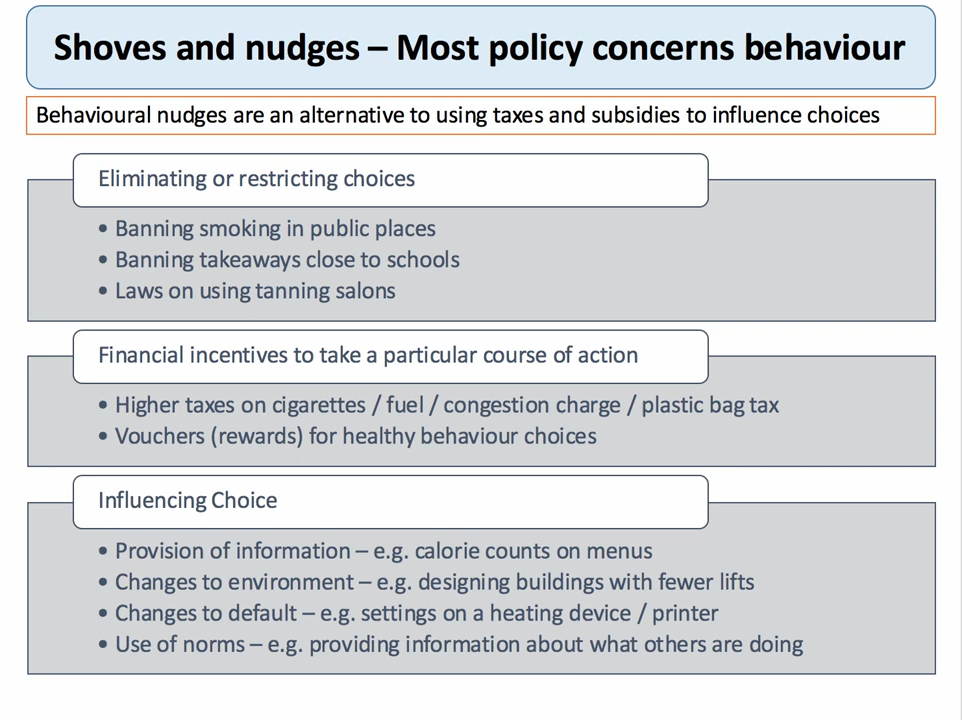 Shoves and nudges – Most policy concerns behaviour
Behavioural nudges are an alternative to using taxes and subsidies to influence choices
Eliminating or restricting choices
• Banning smoking in public places
• Banning takeaways close to schools
• Laws on using tanning salons
Financial incentives to take a particular course of action
• Higher taxes on cigarettes / fuel / congestion charge / plastic bag tax
• Vouchers (rewards) for healthy behaviour choices
Influencing Choice
• Provision of information – e.g. calorie counts on menus
• Changes to environment – e.g. designing buildings with fewer lifts
• Changes to default – e.g. settings on a heating device / printer
• Use of norms – e.g. providing information about what others are doing